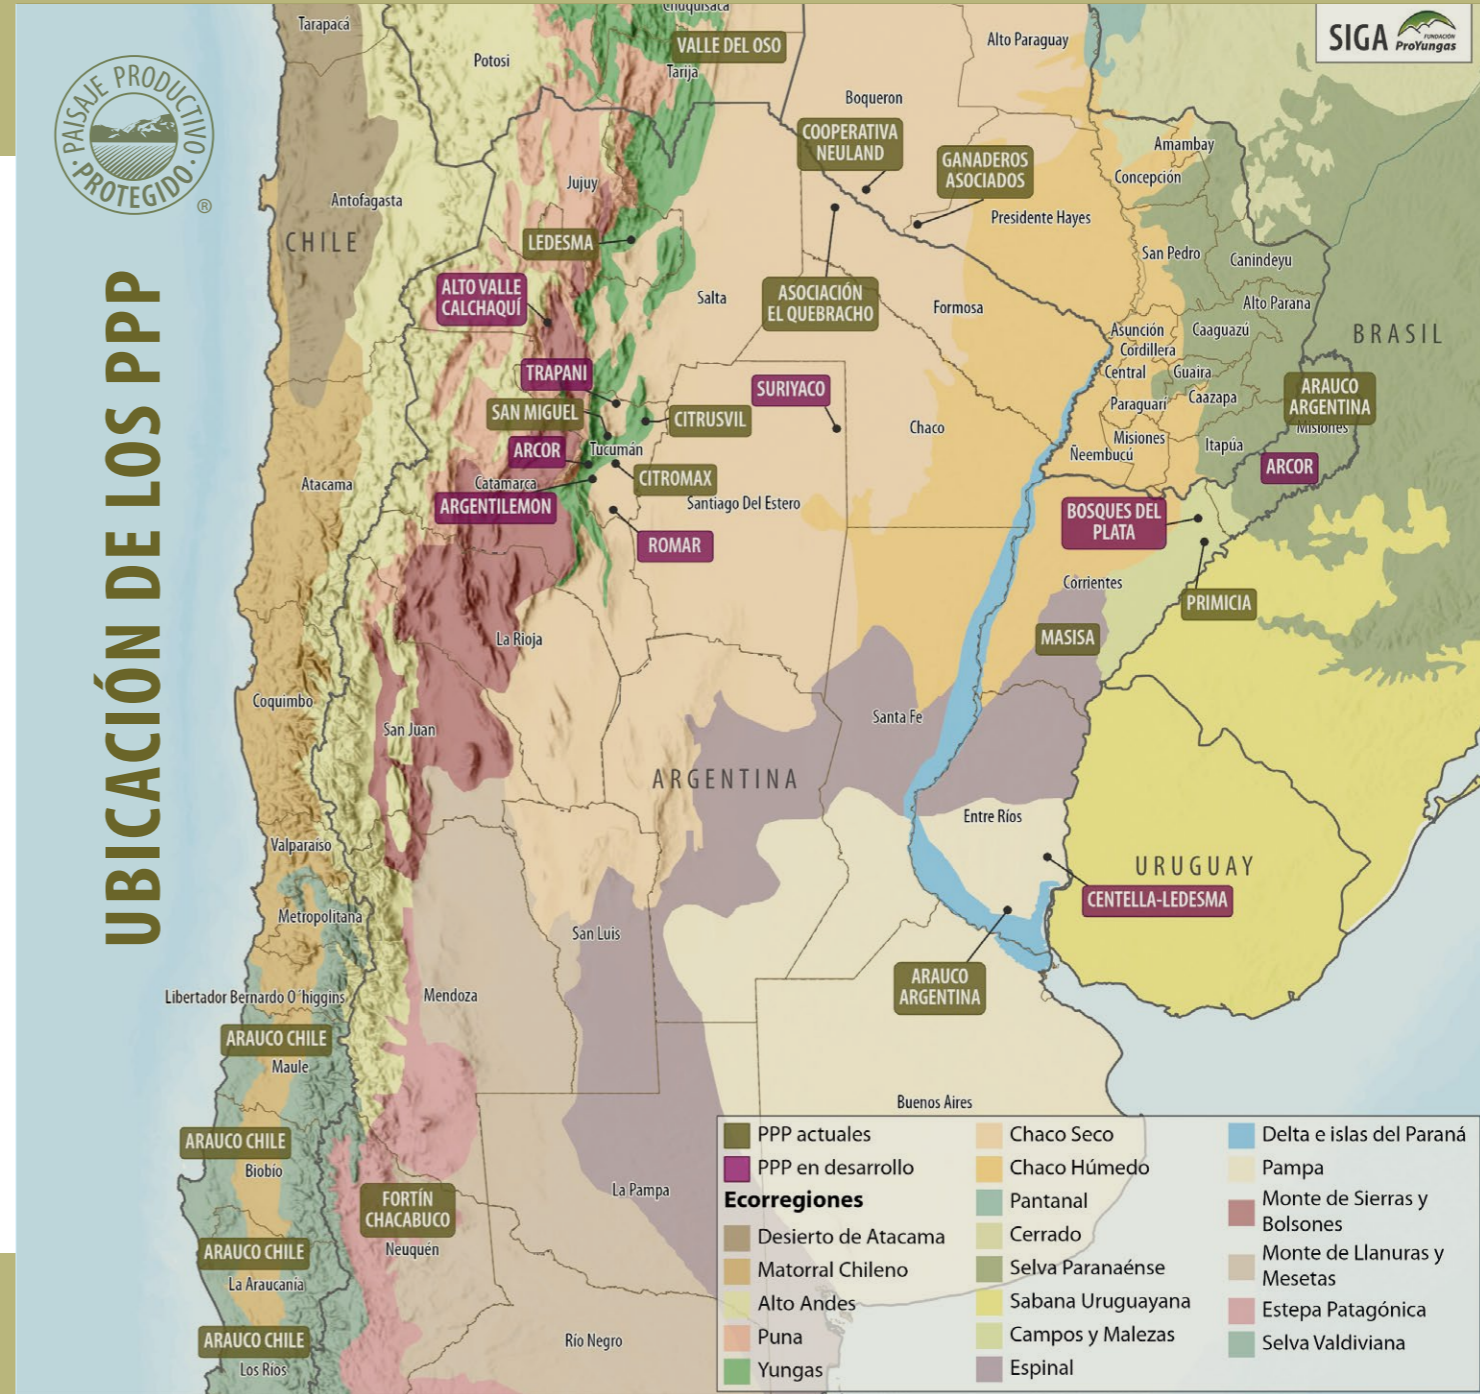 PAISAJE PRODUCTIVO
PROTEGIDO
®
UBICACIÓN DE LOS PPP
SIGA
FUNDACIÓN
ProYungas
Tarapacá
Potosi
Chuquisaca
VALLE DEL OSO
Tarija
Alto Paraguay
Boqueron
COOPERATIVA
NEULAND
GANADEROS
ASOCIADOS
Amambay
Concepción
Jujuy
Antofagasta
CHILE
Presidente Hayes
LEDESMA
San Pedro
Canindeyu
ALTO VALLE
CALCHAQUÍ
Salta
ASOCIACIÓN
EL QUEBRACHO
Formosa
Alto Parana
Asunción
Caaguazú
BRASIL
Cordillera
Central
Guaira
TRAPANI
SURIYACO
Paraguarí
Caazapa
ARAUCO
ARGENTINA
Misiones
SAN MIGUEL
CITRUSVIL
Chaco
Misiones
Itapúa
ARCOR
Tucumán
Ñeembucú
ARCOR
Atacama
Catamarca
CITROMAX
ARGENTILEMON
Santiago Del Estero
BOSQUES DEL
PLATA
ROMAR
Corrientes
PRIMICIA
La Rioja
MASISA
Coquimbo
San Juan
Santa Fe
ARGENTINA
Entre Ríos
Valparaiso
URUGUAY
CENTELLA-LEDESMA
Metropolitana
San Luis
ARAUCO
ARGENTINA
Libertador Bernardo O´higgins
Mendoza
ARAUCO CHILE
Maule
Buenos Aires
ARAUCO CHILE
Biobío
La Pampa
FORTÍN
CHACABUCO
Neuquén
ARAUCO CHILE
La Araucania
Río Negro
ARAUCO CHILE
Los Rios
PPP actuales
PPP en desarrollo
Ecorregiones
Desierto de Atacama
Matorral Chileno
Alto Andes
Puna
Yungas
Chaco Seco
Chaco Húmedo
Pantanal
Cerrado
Selva Paranaénse
Sabana Uruguayana
Campos y Malezas
Espinal
Delta e islas del Paraná
Pampa
Monte de Sierras y
Bolsones
Monte de Llanuras y
Mesetas
Estepa Patagónica
Selva Valdiviana